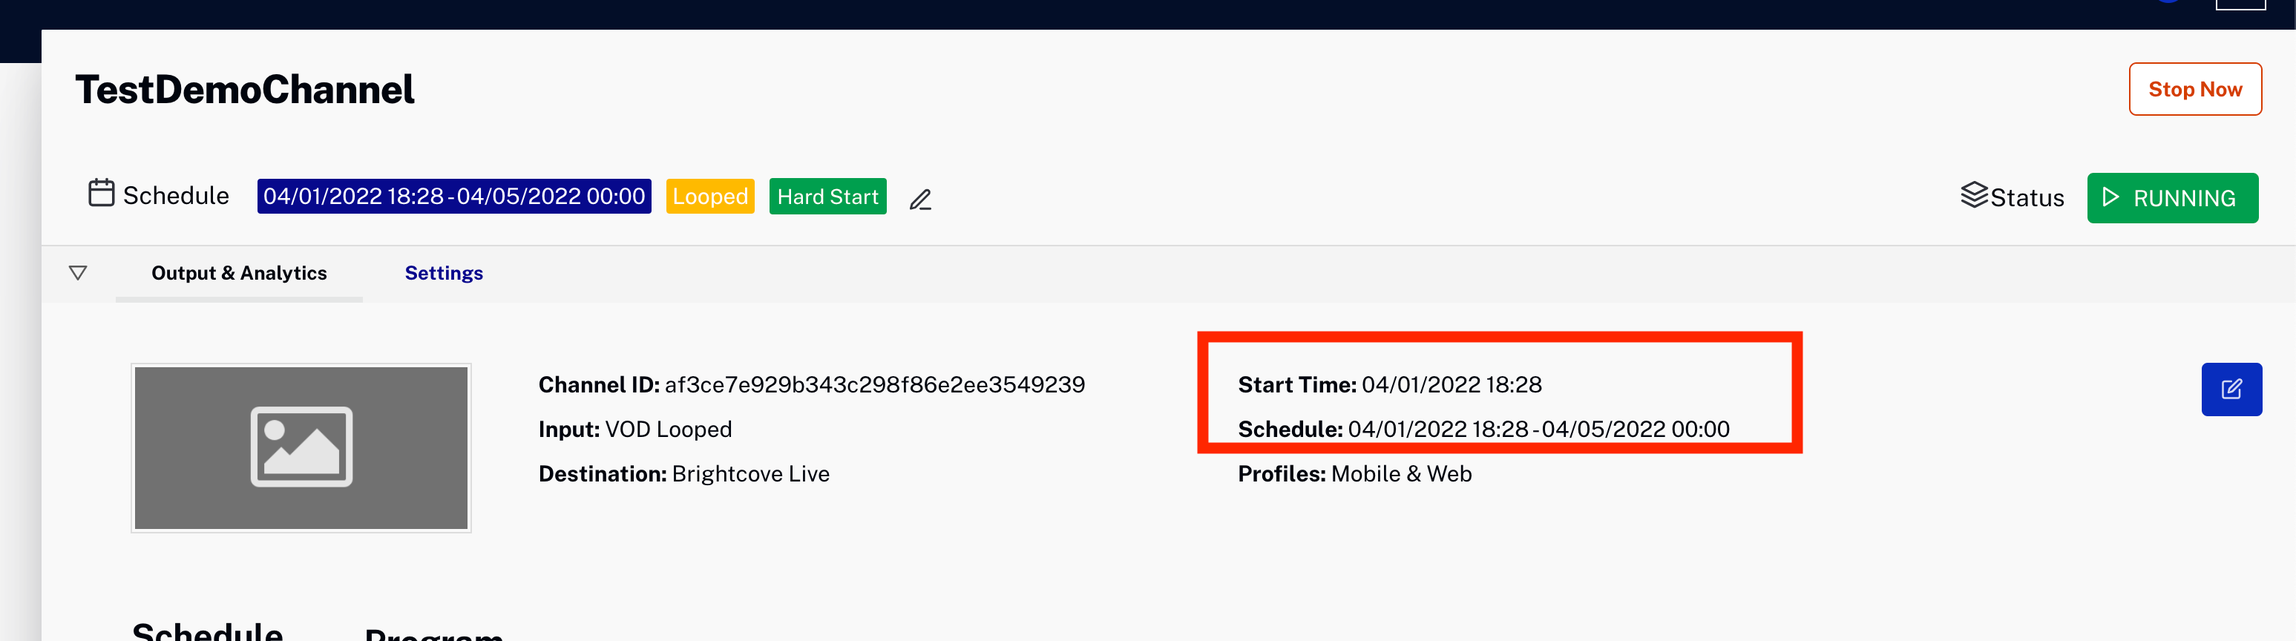 TestDemoChannel
Stop Now
Schedule 04/01/2022 18:28 - 04/05/2022 00:00 Looped Hard Start
Status RUNNING
Output & Analytics Settings
Channel ID: af3ce7e929b343c298f86e2ee3549239
Input: VOD Looped
Destination: Brightcove Live
Start Time: 04/01/2022 18:28
Schedule: 04/01/2022 18:28 - 04/05/2022 00:00
Profiles: Mobile & Web
Schedule Program